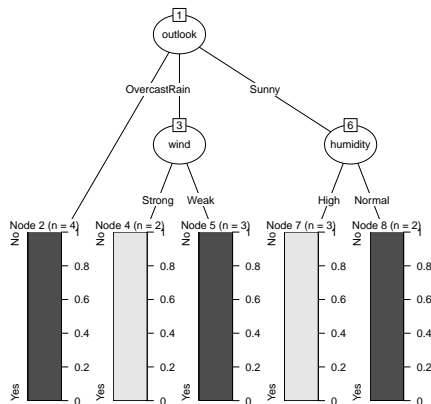 1
outlook
Overcast Rain Sunny
3 6
wind humidity
Strong Weak High Normal
Node 2 (n = 4) Node 4 (n = 2) Node 5 (n = 3) Node 7 (n = 3) Node 8 (n = 2)
No 1 No 1 No 1 No 1 No 1
0.8 0.8 0.8 0.8 0.8
0.6 0.6 0.6 0.6 0.6
0.4 0.4 0.4 0.4 0.4
0.2 0.2 0.2 0.2 0.2
Yes 0 Yes 0 Yes 0 Yes 0 Yes 0